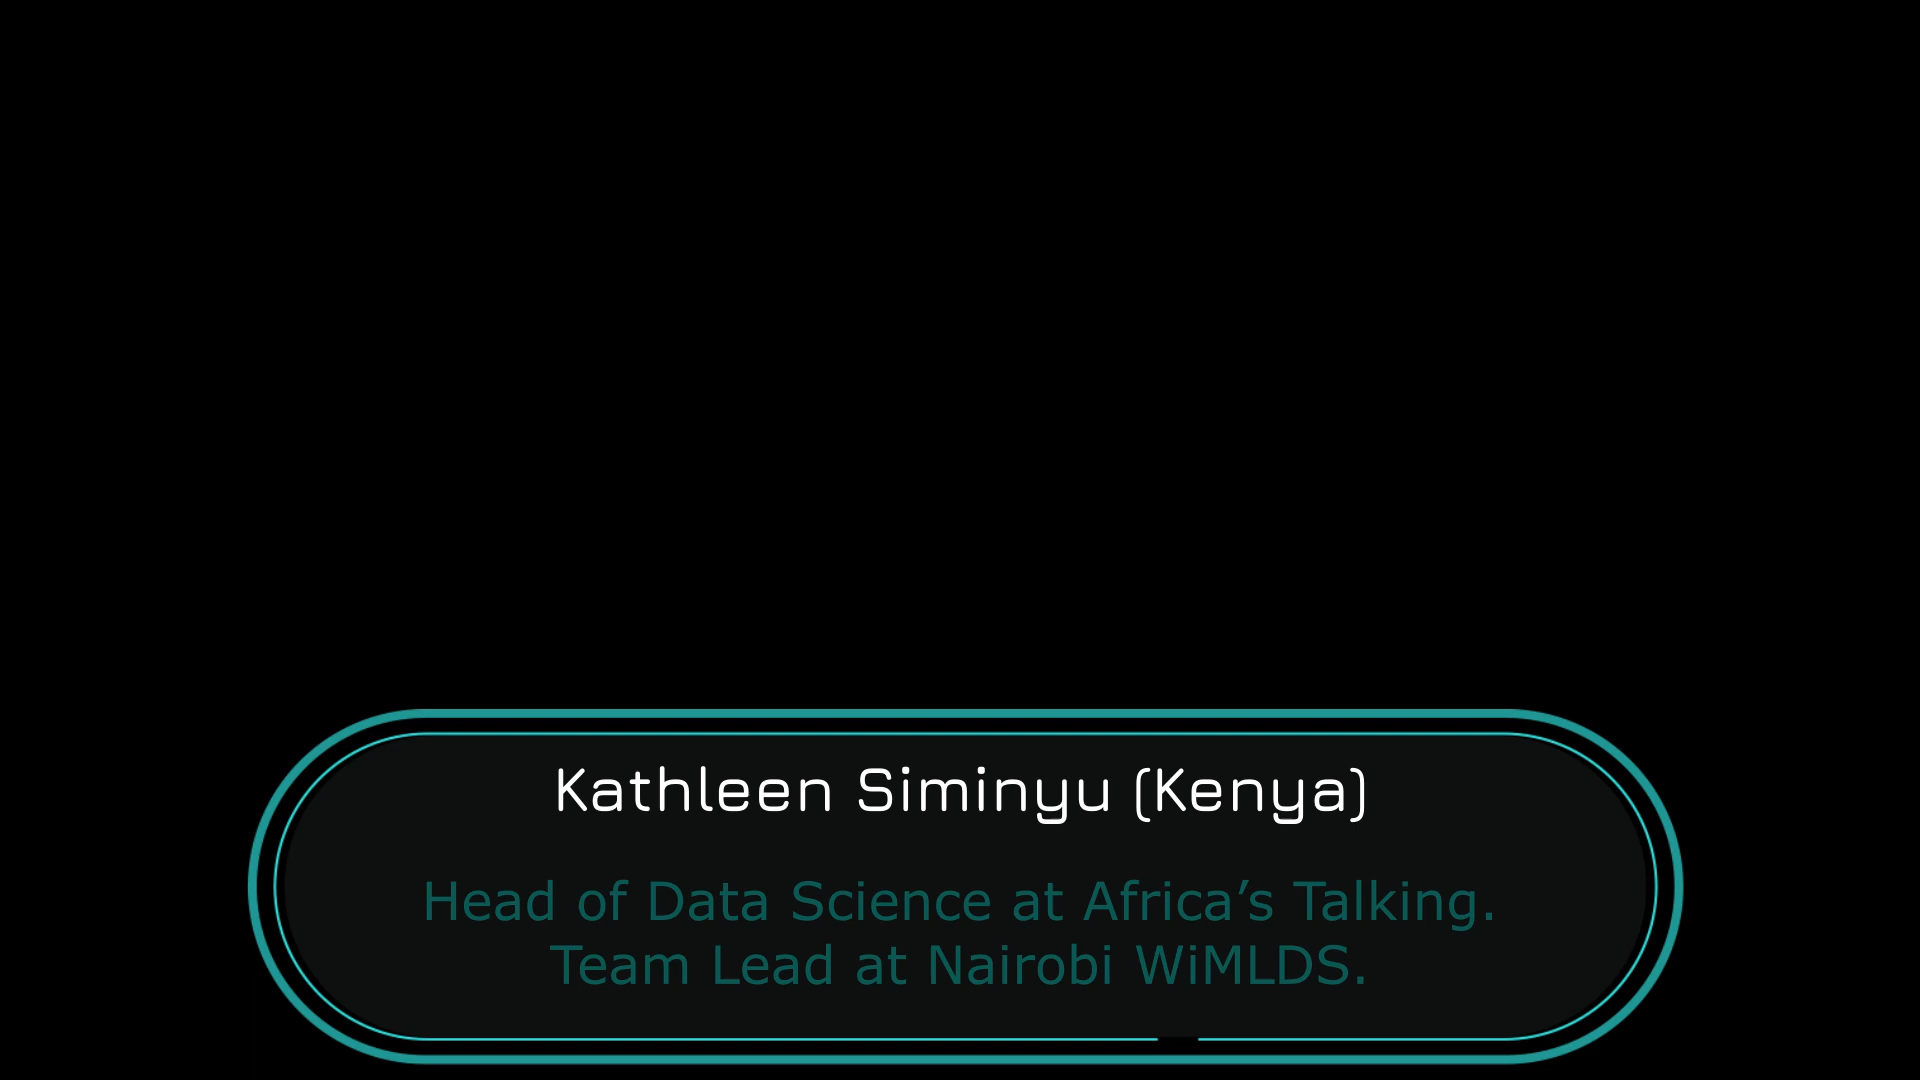 Kathleen Siminyu (Kenya)
Head of Data Science at Africa’s Talking.
Team Lead at Nairobi WiMLDS.